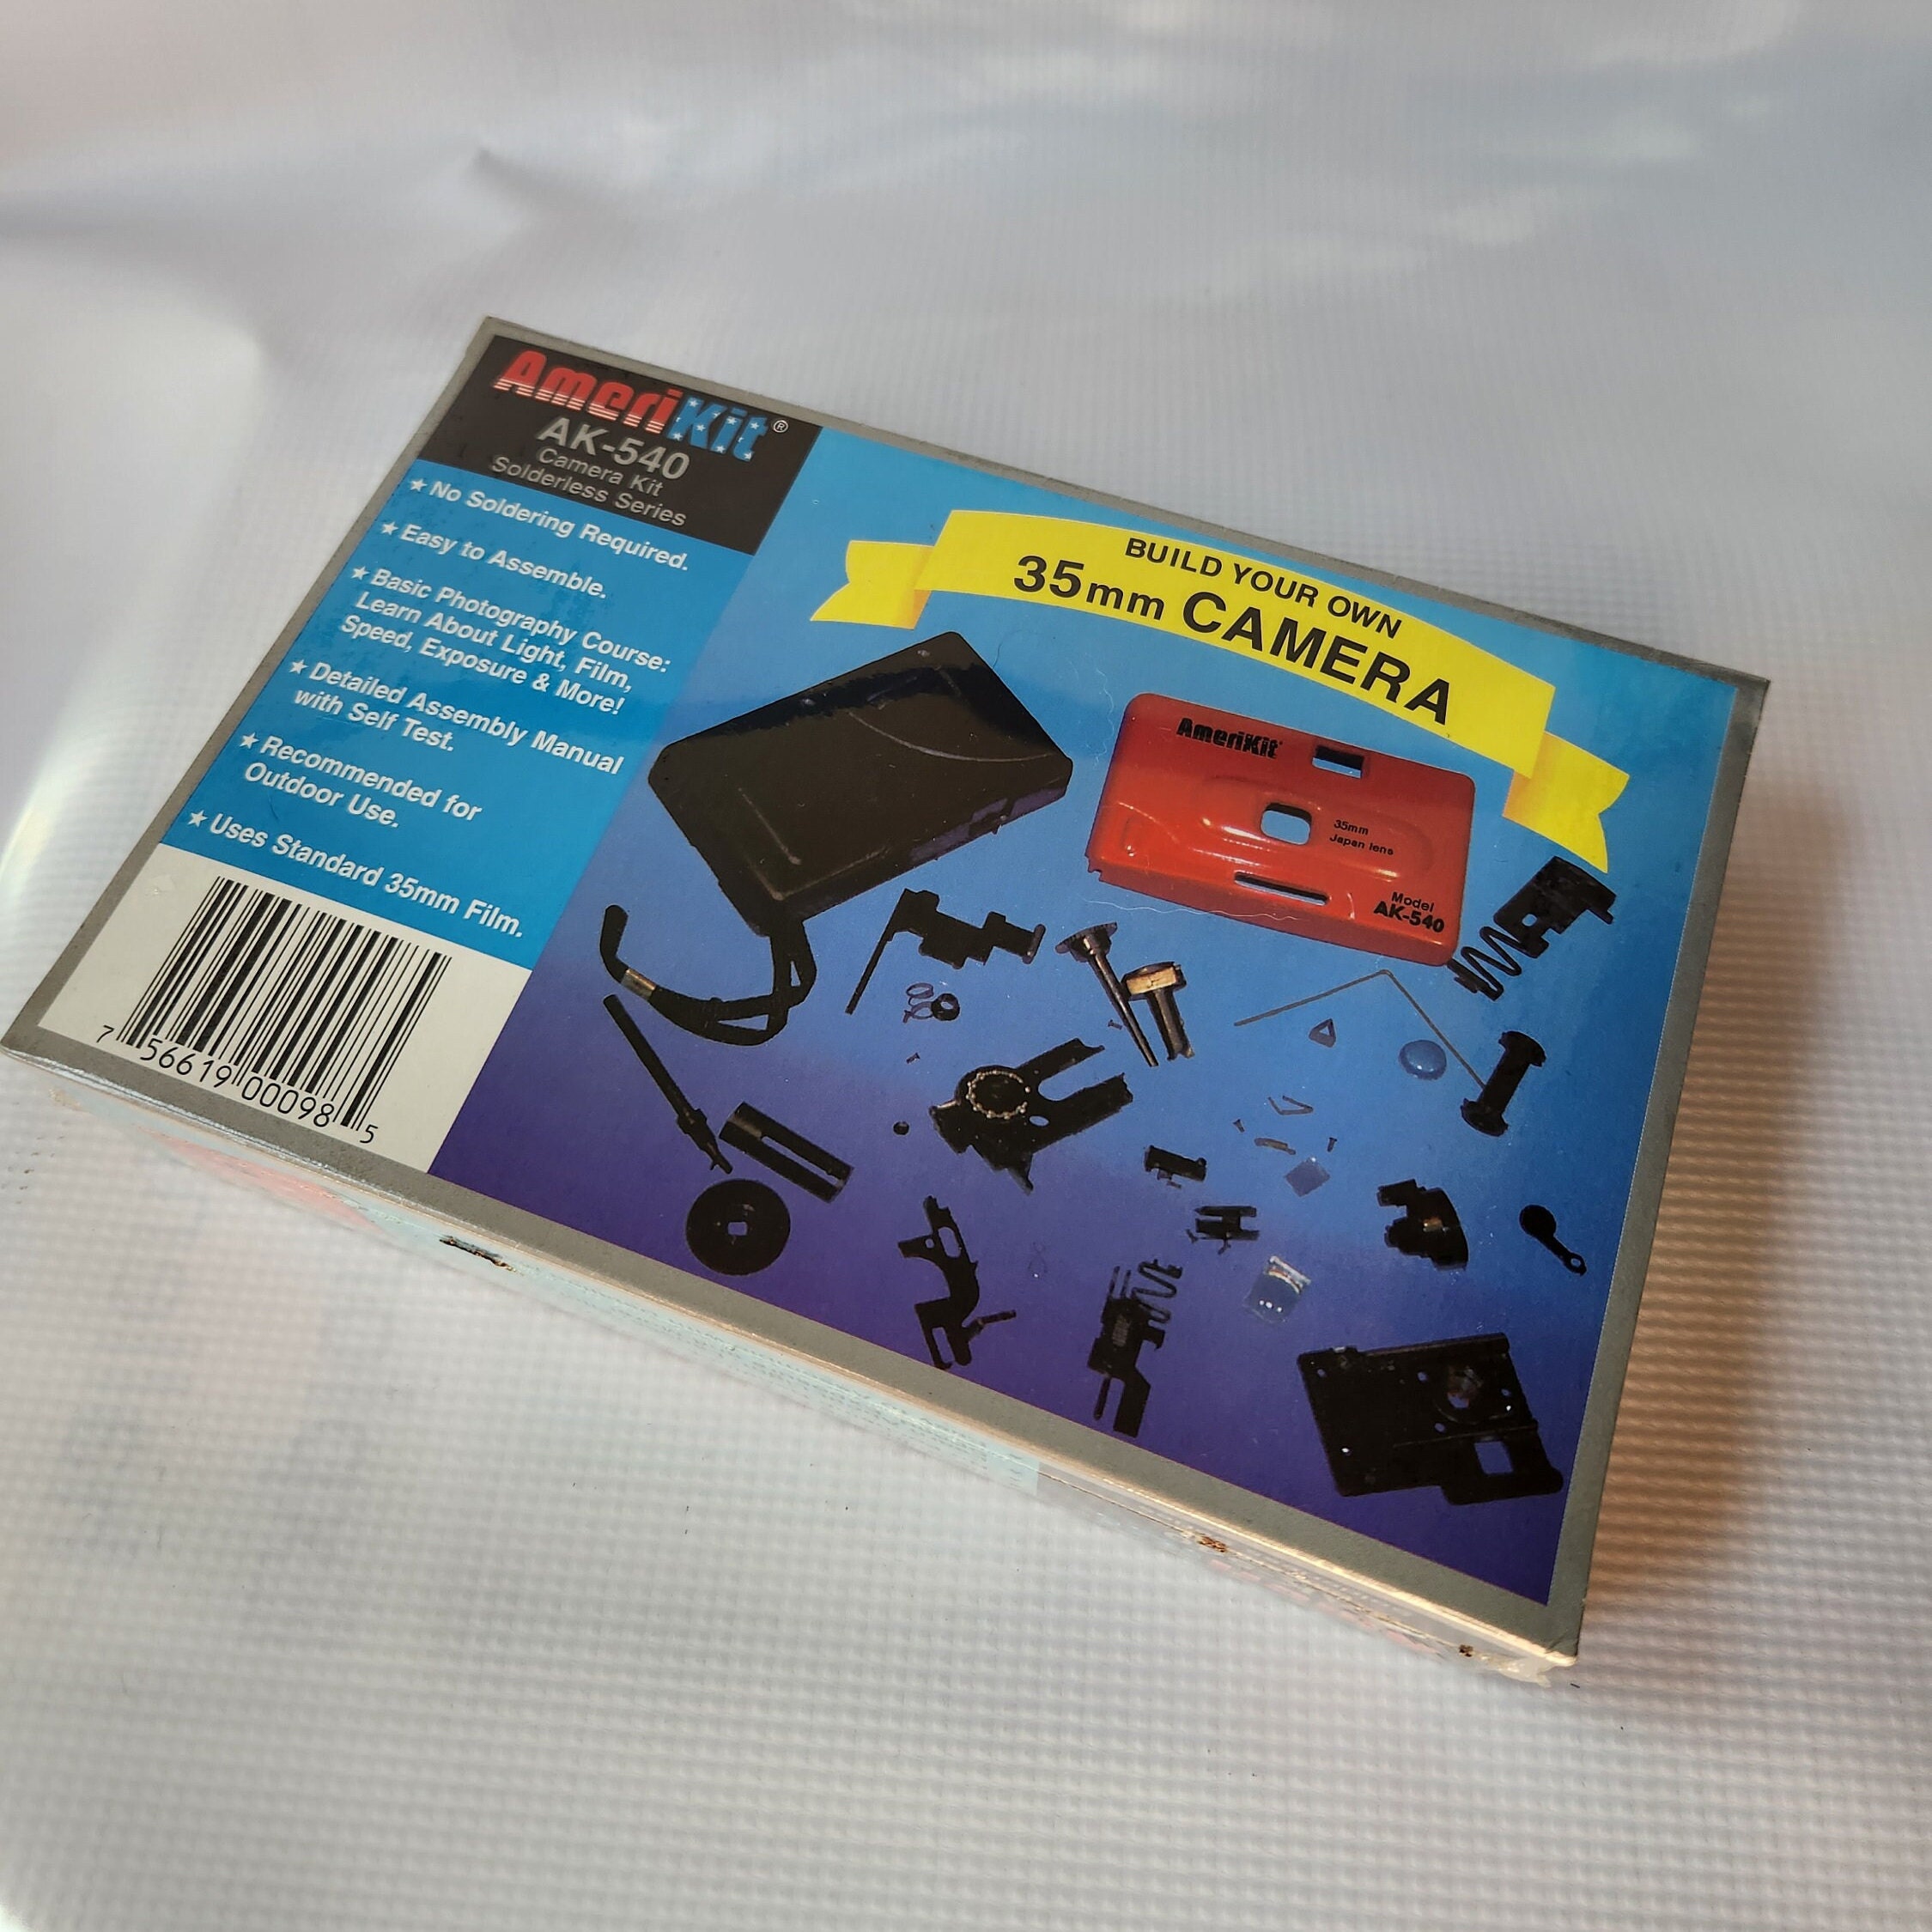 AmeriKit®
AK-540
Camera Kit
Solderless Series
★ No Soldering Required.
★ Easy to Assemble.
★ Basic Photography Course:
Learn About Light, Film,
Speed, Exposure & More!
★ Detailed Assembly Manual
with Self Test.
★ Recommended for
Outdoor Use.
★ Uses Standard 35mm Film.
7 56619 00098 5
BUILD YOUR OWN
35mm CAMERA
AmeriKit
35mm
Japan lens
Model
AK-540